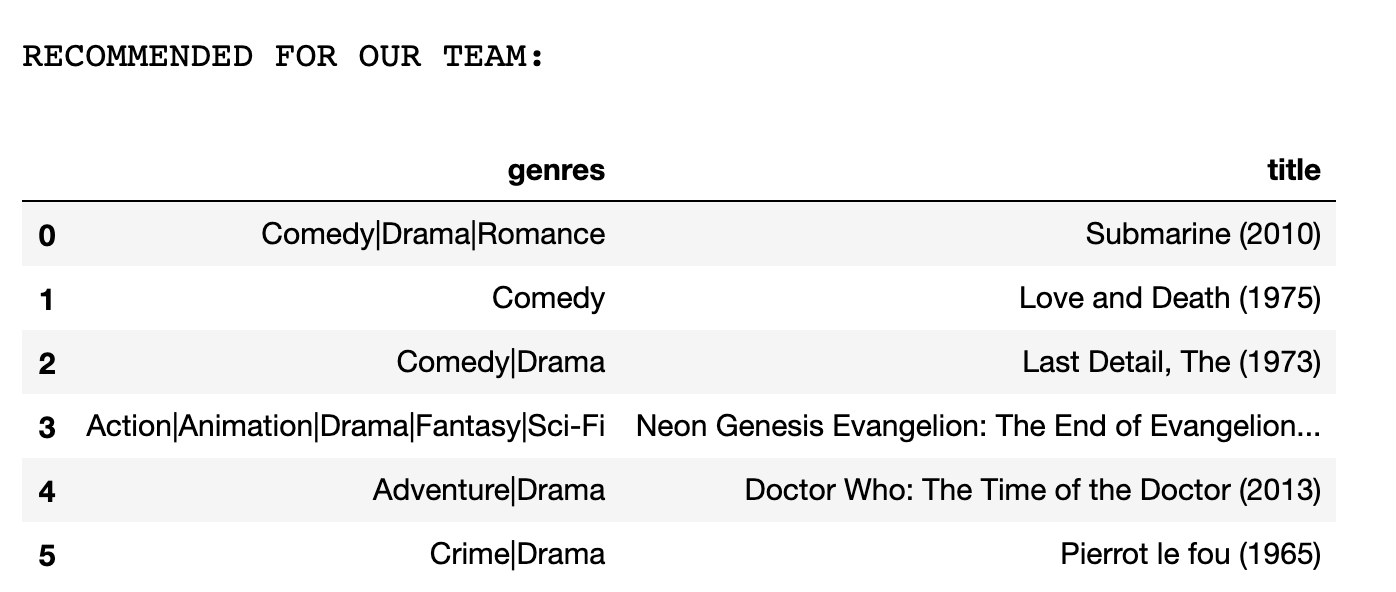 RECOMMENDED FOR OUR TEAM:
genres title
0 Comedy|Drama|Romance Submarine (2010)
1 Comedy Love and Death (1975)
2 Comedy|Drama Last Detail, The (1973)
3 Action|Animation|Drama|Fantasy|Sci-Fi Neon Genesis Evangelion: The End of Evangelion...
4 Adventure|Drama Doctor Who: The Time of the Doctor (2013)
5 Crime|Drama Pierrot le fou (1965)